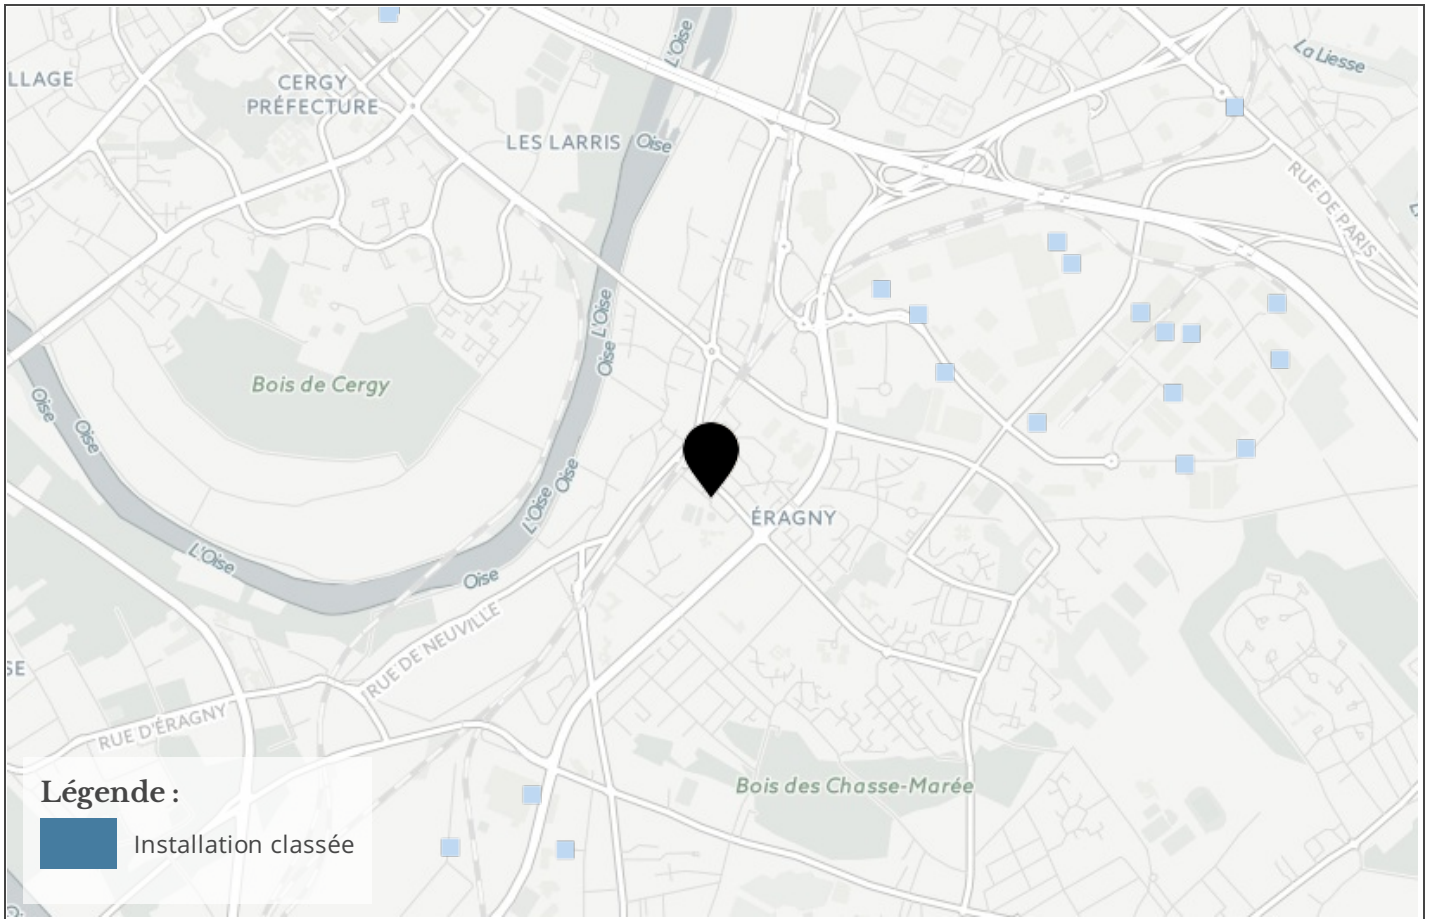 L'Oise
La Liesse
LLAGE
CERGY
PRÉFECTURE
LES LARRIS
Oise
RUE DE PARIS
L'Oise
Oise
Bois de Cergy
Oise
Oise
Oise
L'Oise
ÉRAGNY
L'Oise
Oise
RUE DE NEUVILLE
SE
RUE D'ÉRAGNY
Bois des Chasse-Marée
Légende :
Installation classée